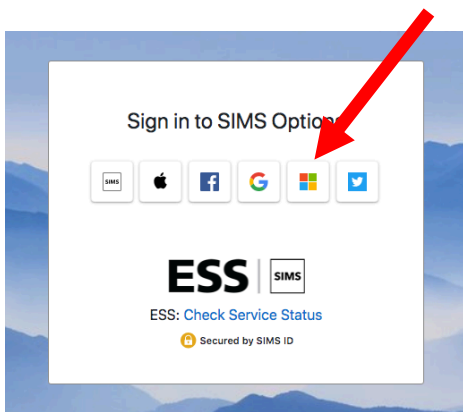 Sign in to SIMS Options
SIMS
ESS SIMS
ESS: Check Service Status
Secured by SIMS ID